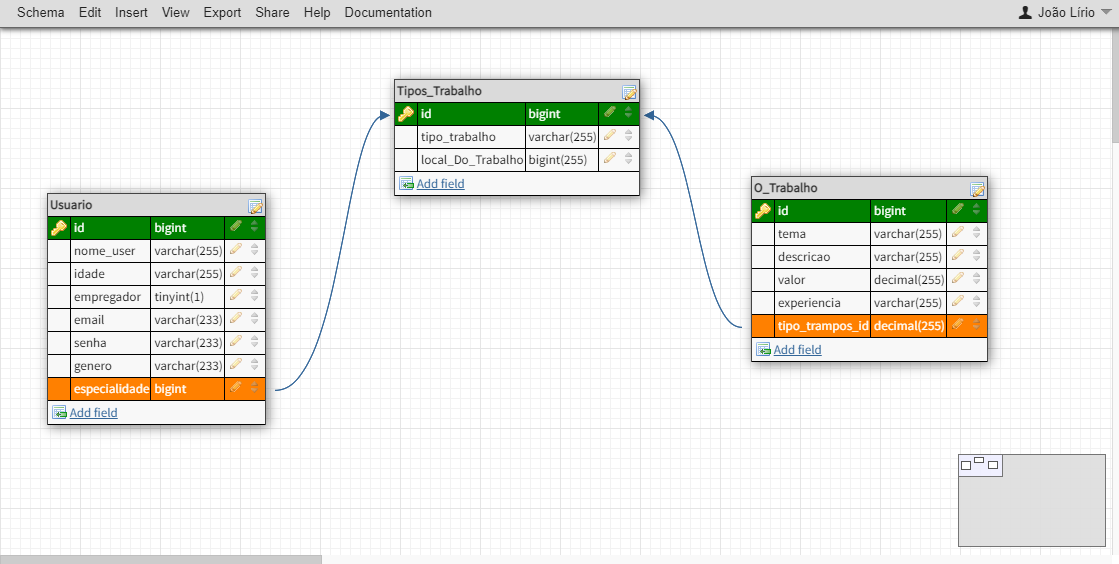 Schema Edit Insert View Export Share Help Documentation João Lírio
Tipos_Trabalho
id bigint
tipo_trabalho varchar(255)
local_Do_Trabalho bigint(255)
Add field
Usuario
id bigint
nome_user varchar(255)
idade varchar(255)
empregador tinyint(1)
email varchar(233)
senha varchar(233)
genero varchar(233)
especialidade bigint
Add field
O_Trabalho
id bigint
tema varchar(255)
descricao varchar(255)
valor decimal(255)
experiencia varchar(255)
tipo_trampos_id decimal(255)
Add field